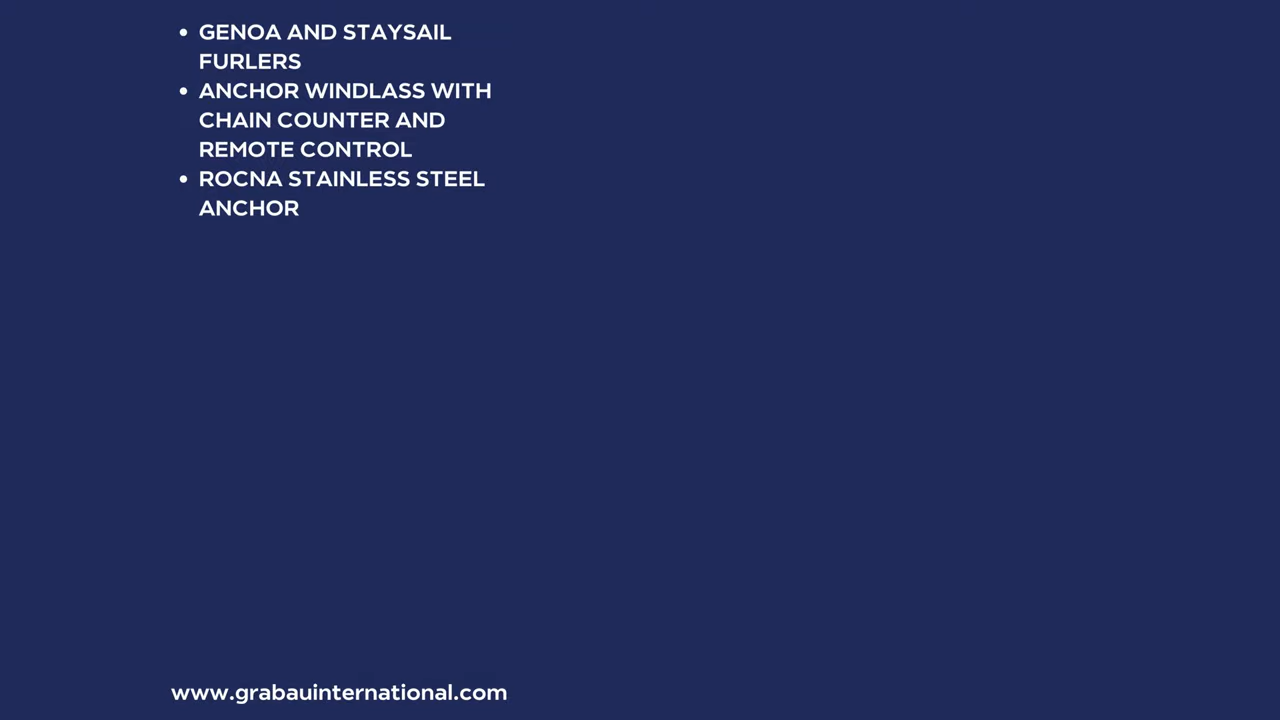 • GENOA AND STAYSAIL
FURLERS
• ANCHOR WINDLASS WITH
CHAIN COUNTER AND
REMOTE CONTROL
• ROCNA STAINLESS STEEL
ANCHOR
www.grabauinternational.com